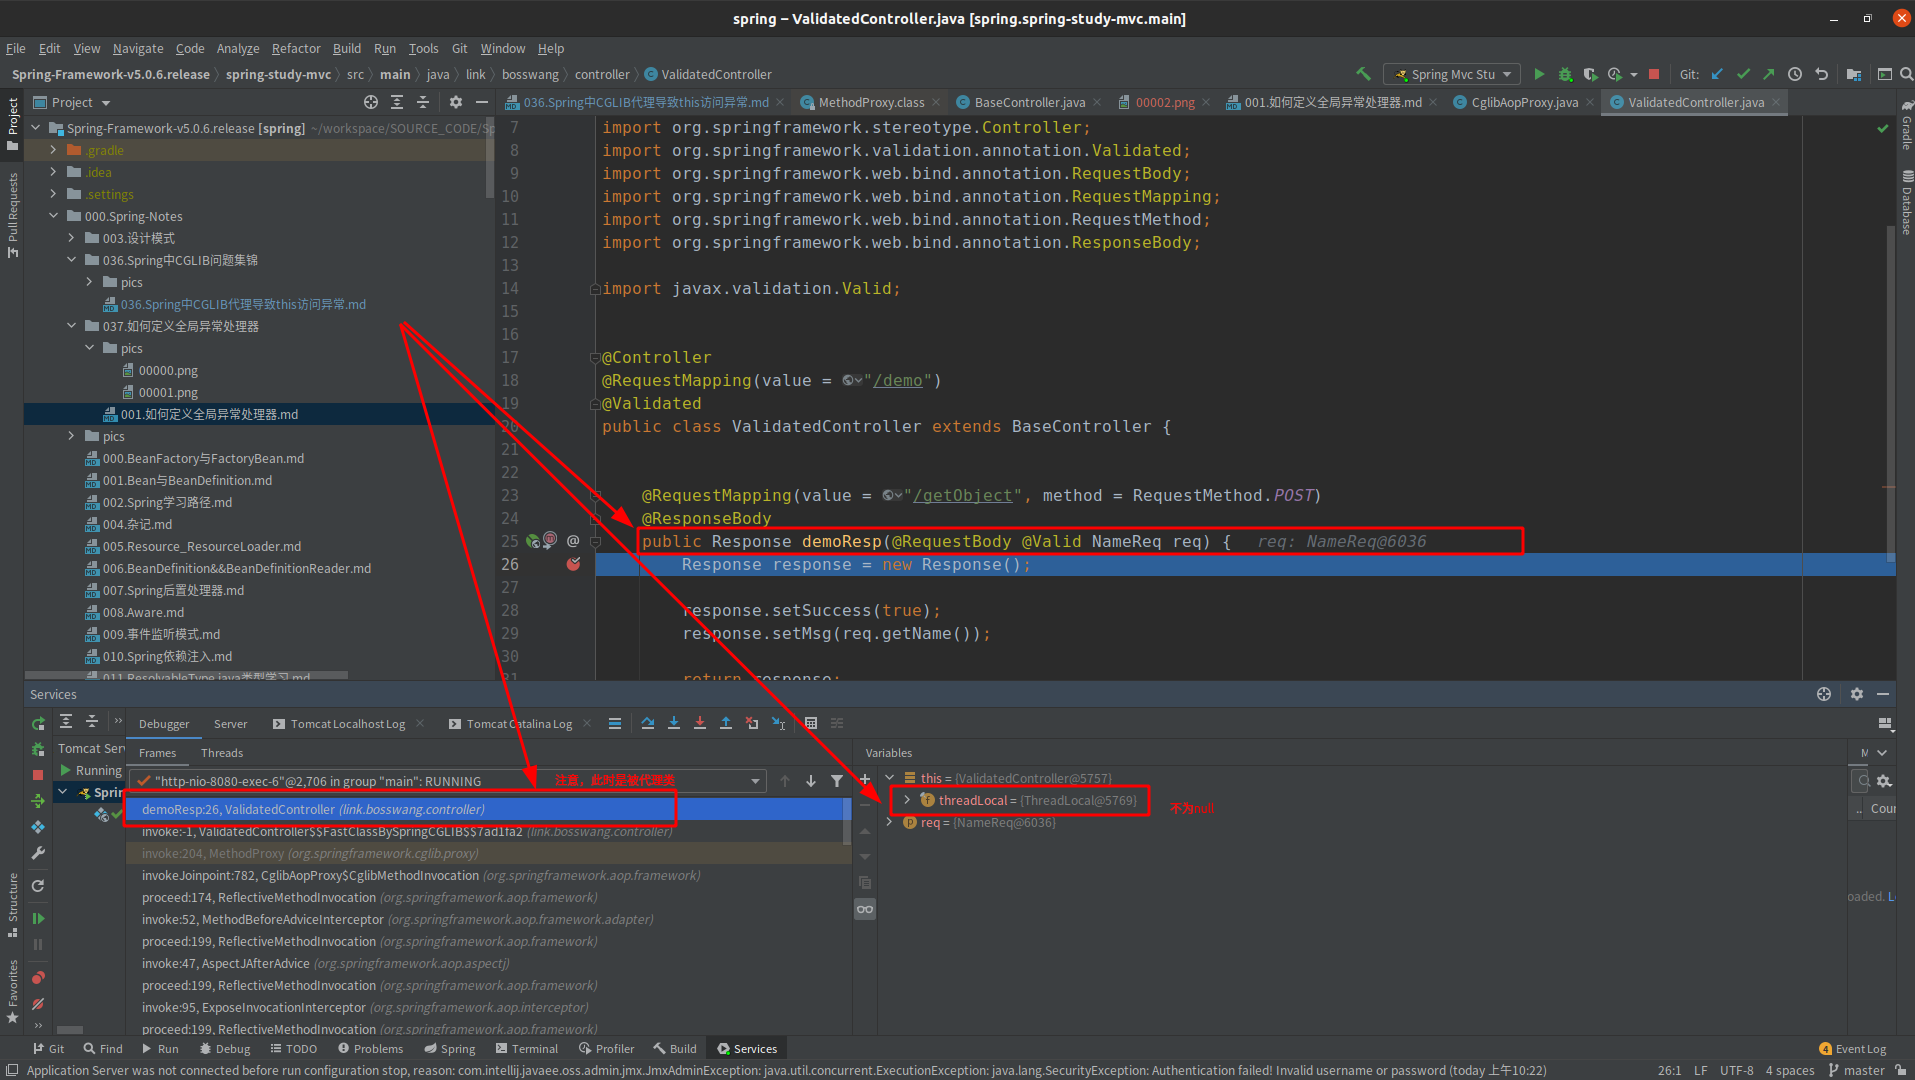 spring – ValidatedController.java [spring.spring-study-mvc.main]
File Edit View Navigate Code Analyze Refactor Build Run Tools Git Window Help
Spring-Framework-v5.0.6.release spring-study-mvc src main java link bosswang controller ValidatedController
Spring Mvc Stu Git:
Project
036.Spring中CGLIB代理导致this访问异常.md MethodProxy.class BaseController.java 00002.png 001.如何定义全局异常处理器.md CglibAopProxy.java ValidatedController.java
Project
Pull Requests
Structure
Favorites
Gradle
Database
Spring-Framework-v5.0.6.release [spring] ~/workspace/SOURCE_CODE/Sp
.gradle
.idea
.settings
000.Spring-Notes
003.设计模式
036.Spring中CGLIB问题集锦
pics
036.Spring中CGLIB代理导致this访问异常.md
037.如何定义全局异常处理器
pics
00000.png
00001.png
001.如何定义全局异常处理器.md
pics
000.BeanFactory与FactoryBean.md
001.Bean与BeanDefinition.md
002.Spring学习路径.md
004.杂记.md
005.Resource_ResourceLoader.md
006.BeanDefinition&&BeanDefinitionReader.md
007.Spring后置处理器.md
008.Aware.md
009.事件监听模式.md
010.Spring依赖注入.md
011.ResolvableType.java类型学习.md
7 import org.springframework.stereotype.Controller;
8 import org.springframework.validation.annotation.Validated;
9 import org.springframework.web.bind.annotation.RequestBody;
10 import org.springframework.web.bind.annotation.RequestMapping;
11 import org.springframework.web.bind.annotation.RequestMethod;
12 import org.springframework.web.bind.annotation.ResponseBody;
13
14 import javax.validation.Valid;
15
16
17 @Controller
18 @RequestMapping(value = "/demo")
19 @Validated
20 public class ValidatedController extends BaseController {
21
22
23 @RequestMapping(value = "/getObject", method = RequestMethod.POST)
24 @ResponseBody
25 @ public Response demoResp(@RequestBody @Valid NameReq req) { req: NameReq@6036
26 Response response = new Response();
27
28 response.setSuccess(true);
29 response.setMsg(req.getName());
30
31 return response;
Services
Debugger Server Tomcat Localhost Log Tomcat Catalina Log
Tomcat Serv
Running
Sprin
Frames Threads
"http-nio-8080-exec-6"@2,706 in group "main": RUNNING
注意，此时是被代理类
demoResp:26, ValidatedController (link.bosswang.controller)
invoke:-1, ValidatedController$$FastClassBySpringCGLIB$$7ad1fa2 (link.bosswang.controller)
invoke:204, MethodProxy (org.springframework.cglib.proxy)
invokeJoinpoint:782, CglibAopProxy$CglibMethodInvocation (org.springframework.aop.framework)
proceed:174, ReflectiveMethodInvocation (org.springframework.aop.framework)
invoke:52, MethodBeforeAdviceInterceptor (org.springframework.aop.framework.adapter)
proceed:199, ReflectiveMethodInvocation (org.springframework.aop.framework)
invoke:47, AspectJAfterAdvice (org.springframework.aop.aspectj)
proceed:199, ReflectiveMethodInvocation (org.springframework.aop.framework)
invoke:95, ExposeInvocationInterceptor (org.springframework.aop.interceptor)
proceed:199, ReflectiveMethodInvocation (org.springframework.aop.framework)
Variables
this = {ValidatedController@5757}
threadLocal = {ThreadLocal@5769}
不为null
req = {NameReq@6036}
M
Cour
oaded. L
Git Find Run Debug TODO Problems Spring Terminal Profiler Build Services 4 Event Log
Application Server was not connected before run configuration stop, reason: com.intellij.javaee.oss.admin.jmx.JmxAdminException: java.util.concurrent.ExecutionException: java.lang.SecurityException: Authentication failed! Invalid username or password (today 上午10:22)
26:1 LF UTF-8 4 spaces master